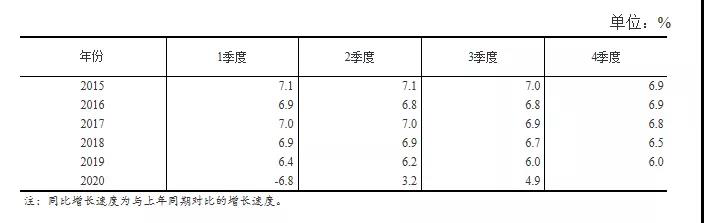 单位：%
年份 1季度 2季度 3季度 4季度
2015 7.1 7.1 7.0 6.9
2016 6.9 6.8 6.8 6.9
2017 7.0 7.0 6.9 6.8
2018 6.9 6.9 6.7 6.5
2019 6.4 6.2 6.0 6.0
2020 -6.8 3.2 4.9
注：同比增长速度为与上年同期对比的增长速度。